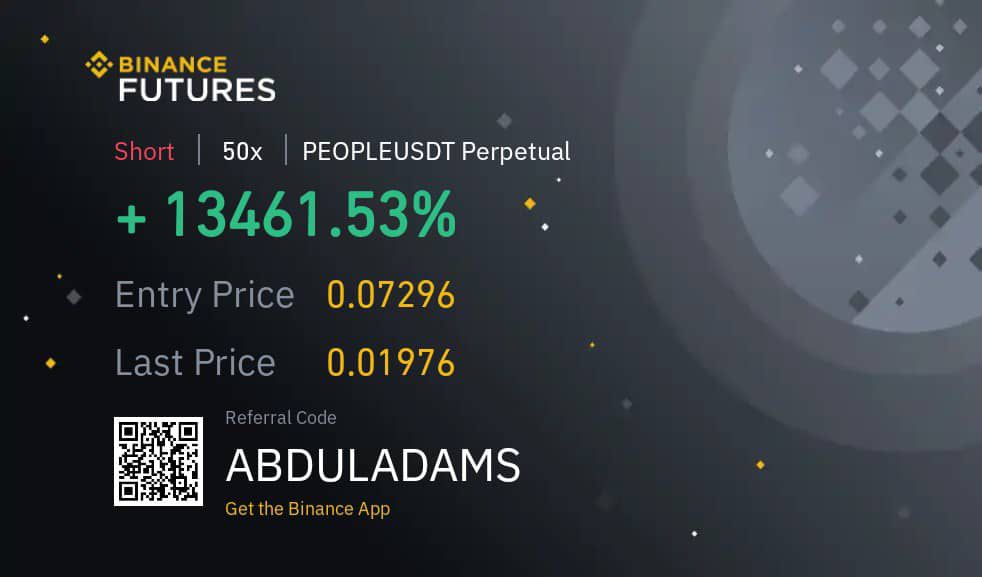 BINANCE
FUTURES
Short | 50x | PEOPLEUSDT Perpetual
+ 13461.53%
Entry Price 0.07296
Last Price 0.01976
Referral Code
ABDULADAMS
Get the Binance App